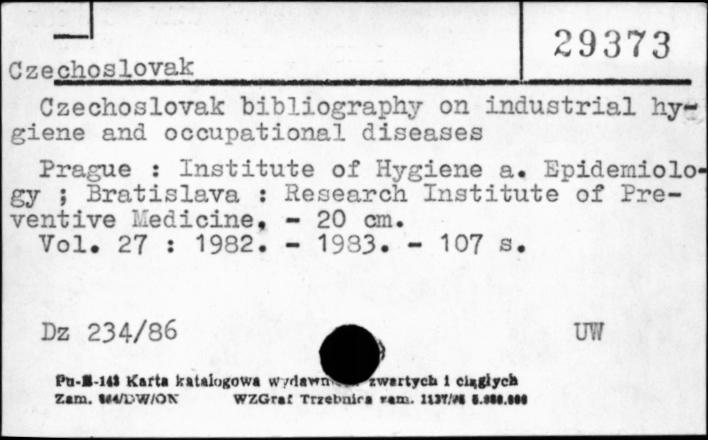 29373
Czechoslovak
Czechoslovak bibliography on industrial hy-
giene and occupational diseases
Prague : Institute of Hygiene a. Epidemiolo-
gy ; Bratislava : Research Institute of Pre-
ventive Medicine. - 20 cm.
Vol. 27 : 1982. - 1983. - 107 s.
Dz 234/86 UW
Karta katalogowa zwartych i ciągłych
Zam. WZGraf Trzebnica zam.